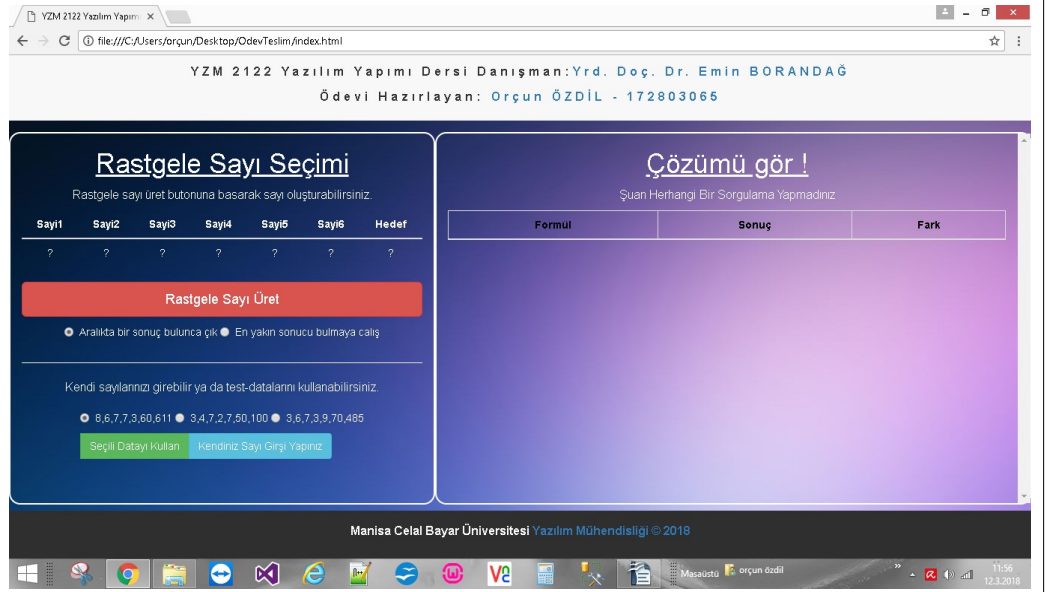 YZM 2122 Yazılım Yapım
file:///C:/Users/orçun/Desktop/OdevTeslim/index.html
YZM 2122 Yazılım Yapımı Dersi Danışman:Yrd. Doç. Dr. Emin BORANDAĞ
Ödevi Hazırlayan: Orçun ÖZDİL - 172803065
Rastgele Sayı Seçimi
Rastgele sayı üret butonuna basarak sayı oluşturabilirsiniz.
Sayi1 Sayi2 Sayi3 Sayi4 Sayi5 Sayi6 Hedef
? ? ? ? ? ? ?
Rastgele Sayı Üret
Aralıkta bir sonuç bulunca çık En yakın sonucu bulmaya calış
Kendi sayılarınızı girebilir ya da test-datalarını kullanabilirsiniz.
8,6,7,7,3,60,611 3,4,7,2,7,50,100 3,6,7,3,9,70,485
Seçili Datayı Kullan Kendiniz Sayı Girşi Yapınız
Çözümü gör !
Şuan Herhangi Bir Sorgulama Yapmadınız
Formül Sonuç Fark
Manisa Celal Bayar Üniversitesi Yazılım Mühendisliği © 2018
Masaüstü orçun özdil
11:56
12.3.2018